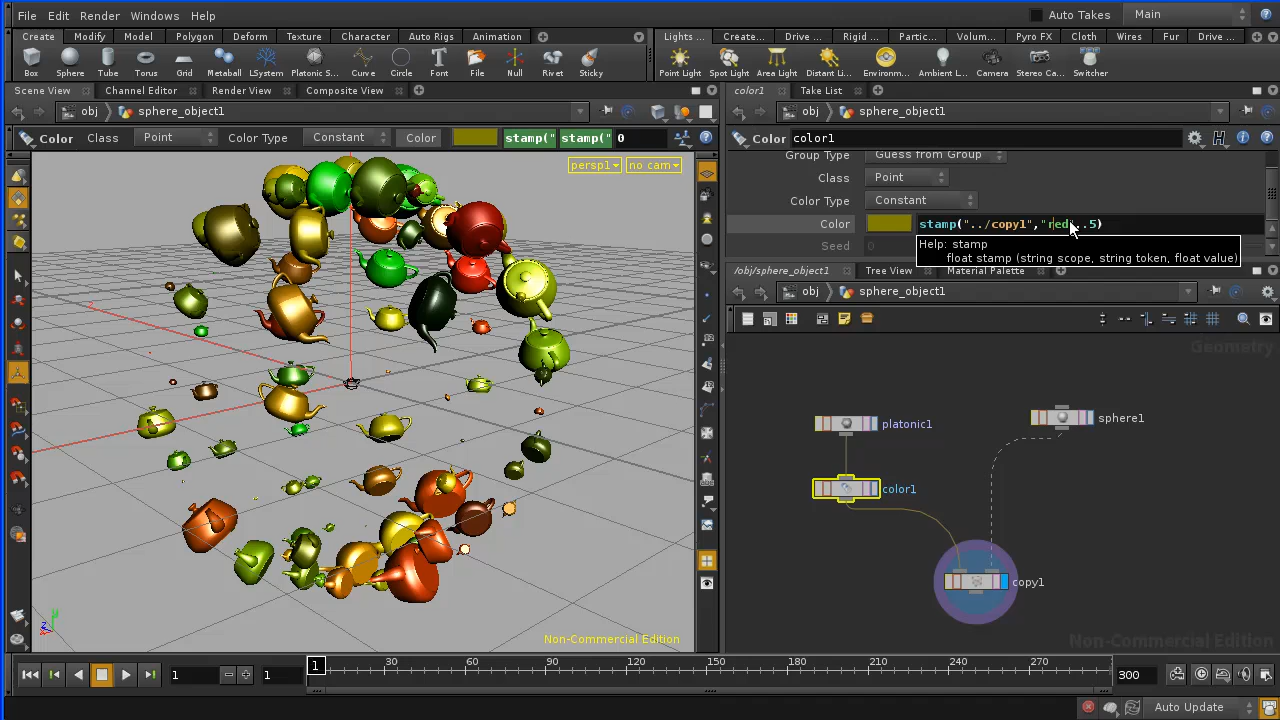 File Edit Render Windows Help Auto Takes Main
Create Modify Model Polygon Deform Texture Character Auto Rigs Animation Lights ... Create... Drive ... Rigid ... Partic... Volum... Pyro FX Cloth Wires Fur Drive ...
Box Sphere Tube Torus Grid Metaball LSystem Platonic S... Curve Circle Font File Null Rivet Sticky Point Light Spot Light Area Light Distant Li... Environm... Ambient L... Camera Stereo Ca... Switcher
Scene View Channel Editor Render View Composite View color1 Take List
obj sphere_object1 obj sphere_object1
Color Class Point Color Type Constant Color stamp(" stamp(" 0 Color color1
persp1 no cam
Group Type Guess from Group
Class Point
Color Type Constant
Color stamp("../copy1","red",.5)
Seed 0
Help: stamp
float stamp (string scope, string token, float value)
/obj/sphere_object1 Tree View Material Palette
obj sphere_object1
Geometry
platonic1
sphere1
color1
copy1
Non-Commercial Edition
Non-Commercial Edition
1 1 1 30 60 90 120 150 180 210 240 270 300
Auto Update